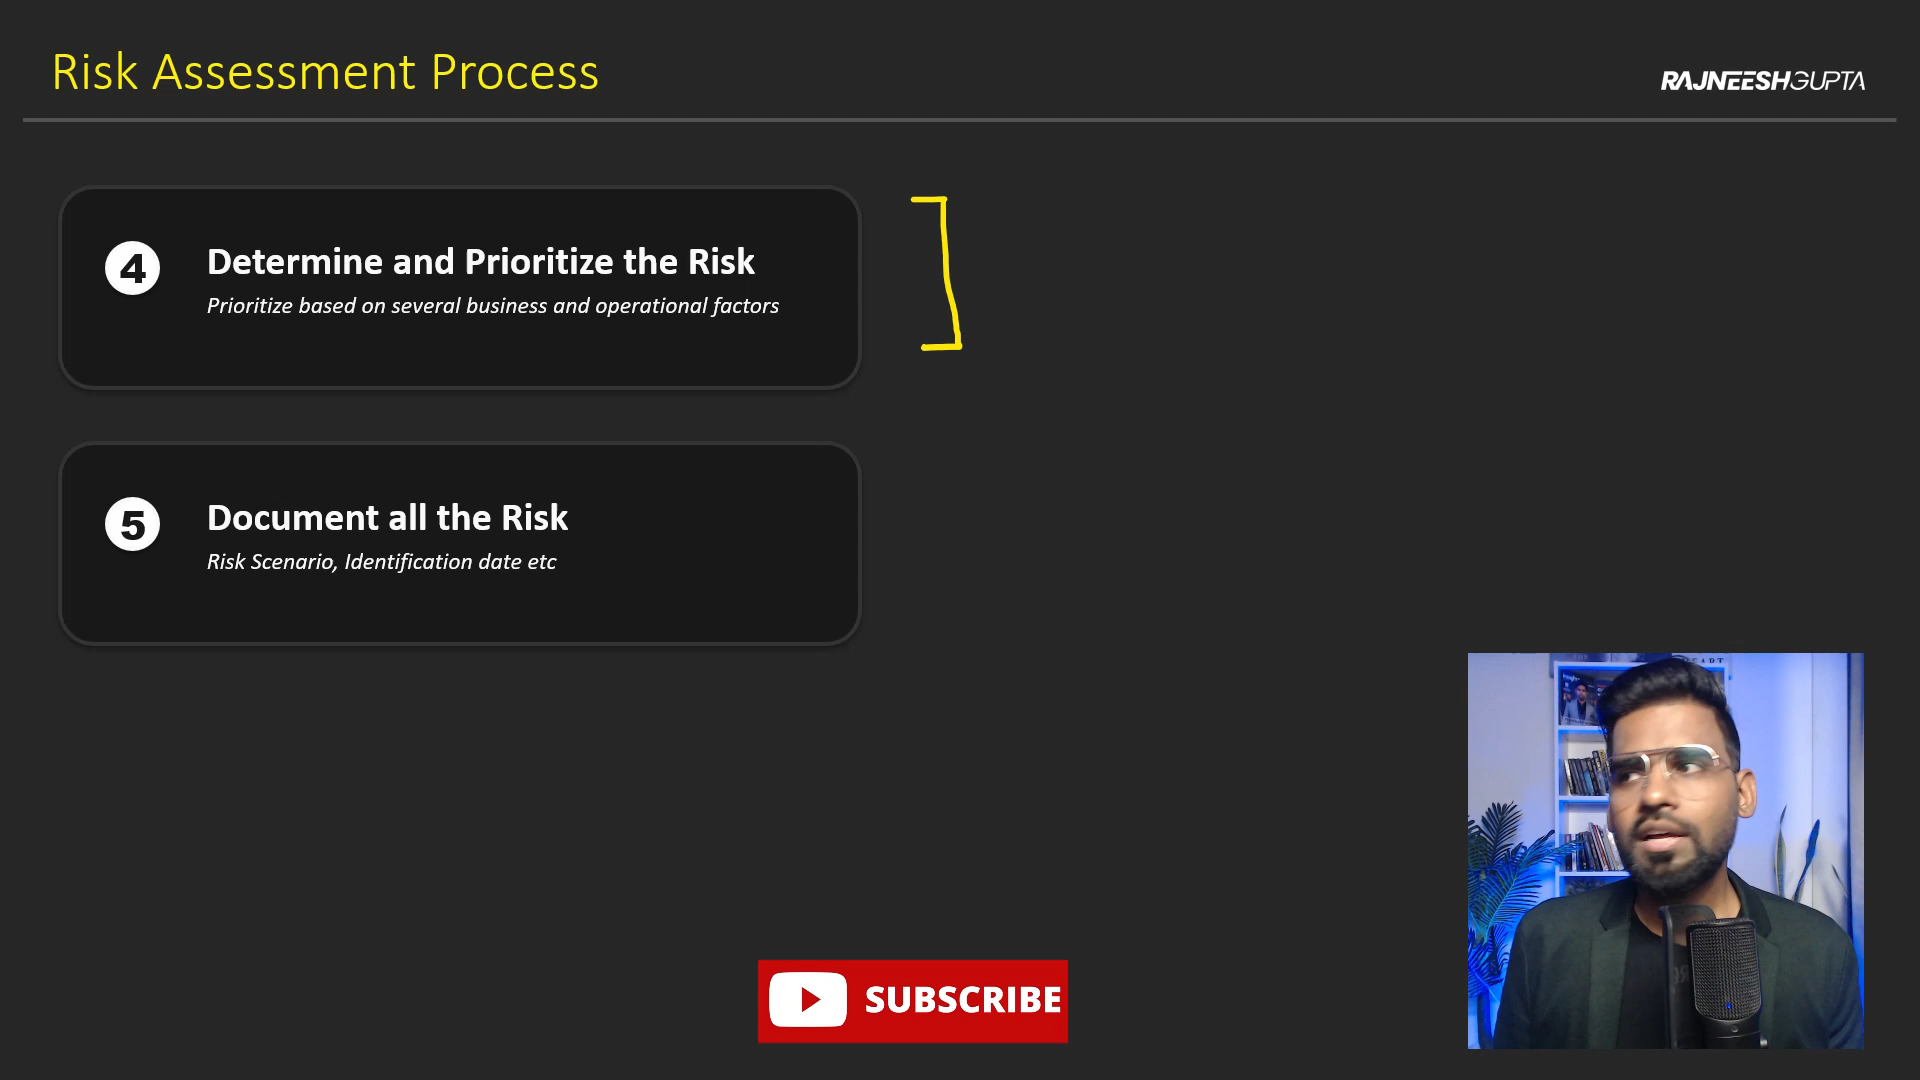 Risk Assessment Process
RAJNEESHGUPTA
4
Determine and Prioritize the Risk
Prioritize based on several business and operational factors
5
Document all the Risk
Risk Scenario, Identification date etc
SUBSCRIBE